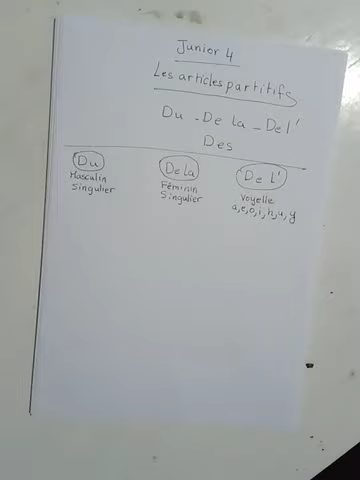 Junior 4
Les articles partitifs
Du - De la - De l'
Des
Du
Masculin
Singulier
De la
Féminin
Singulier
De L'
Voyelle
a, e, o, i, h, u, y